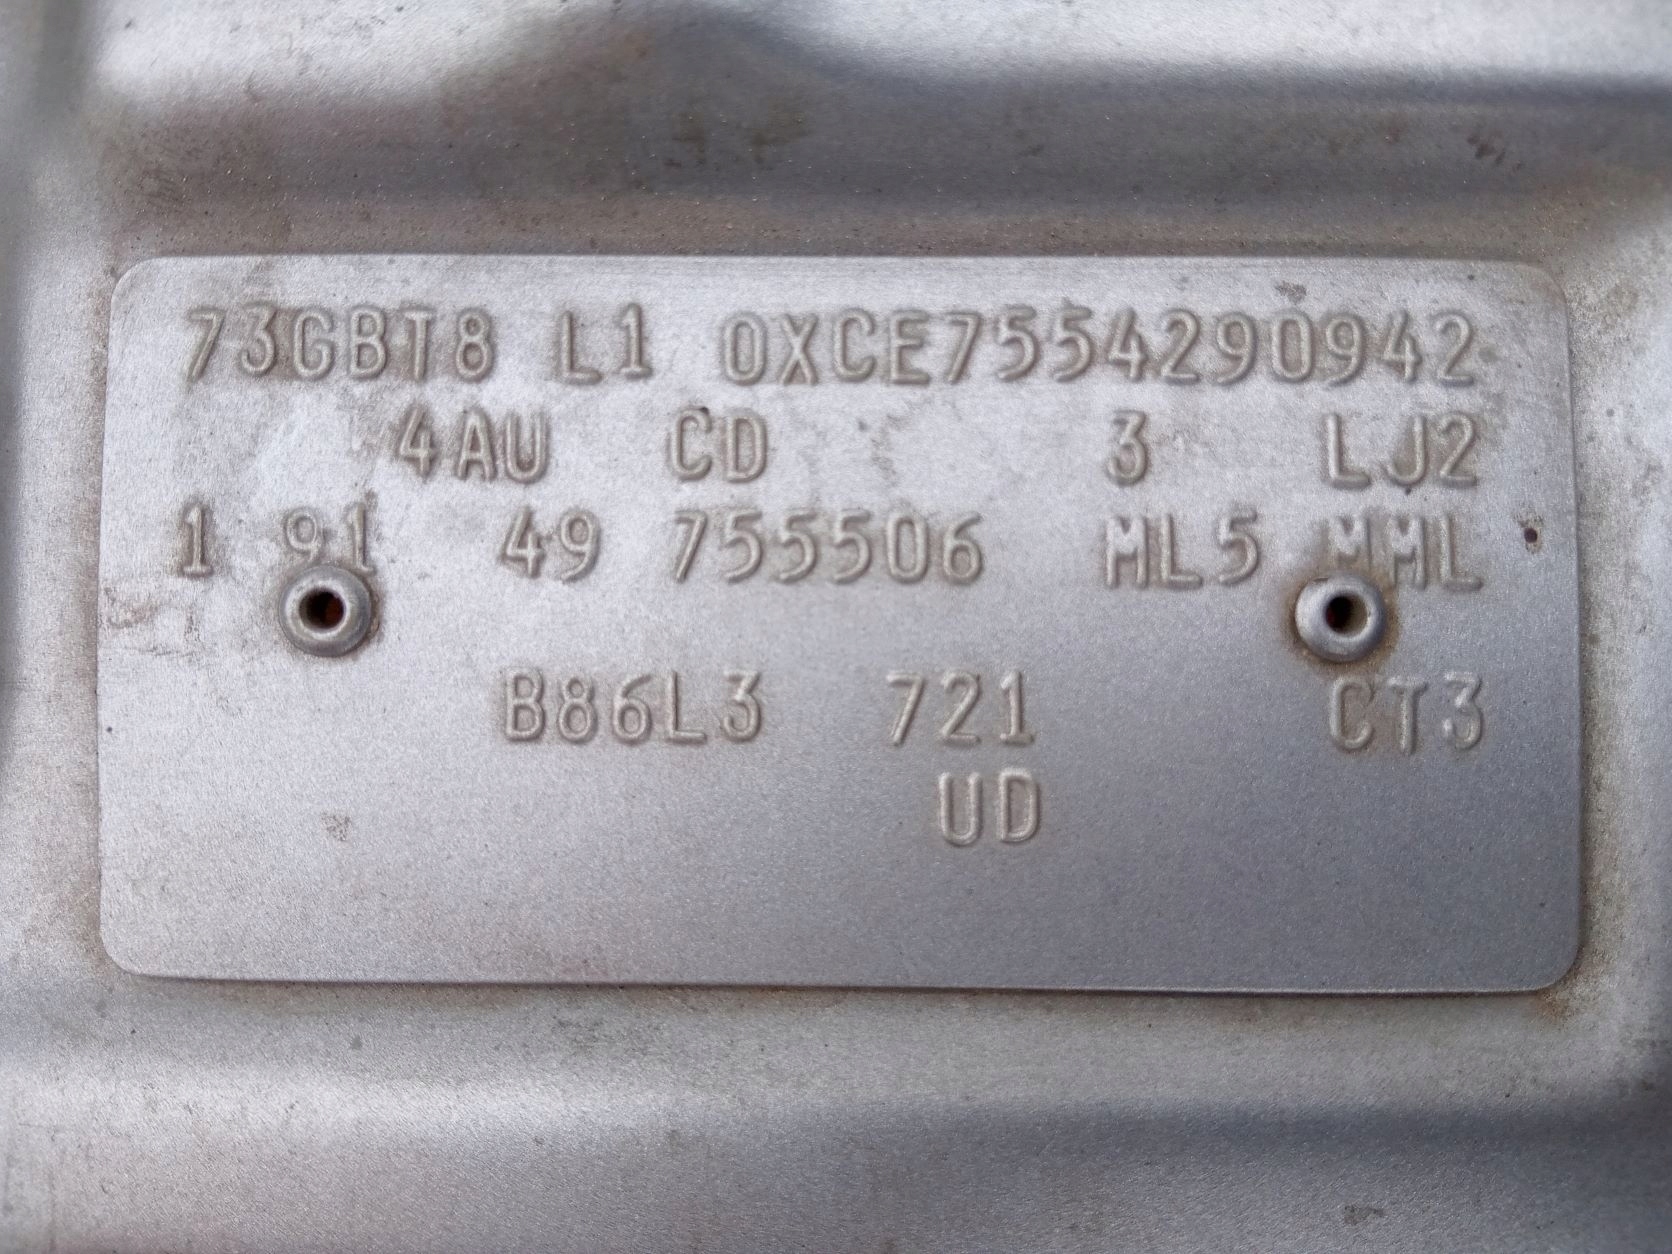 73GBT8 L1 0XCE7554290942
4AU CD 3 LJ2
1 91 49 755506 ML5 MML
B86L3 721 CT3
UD